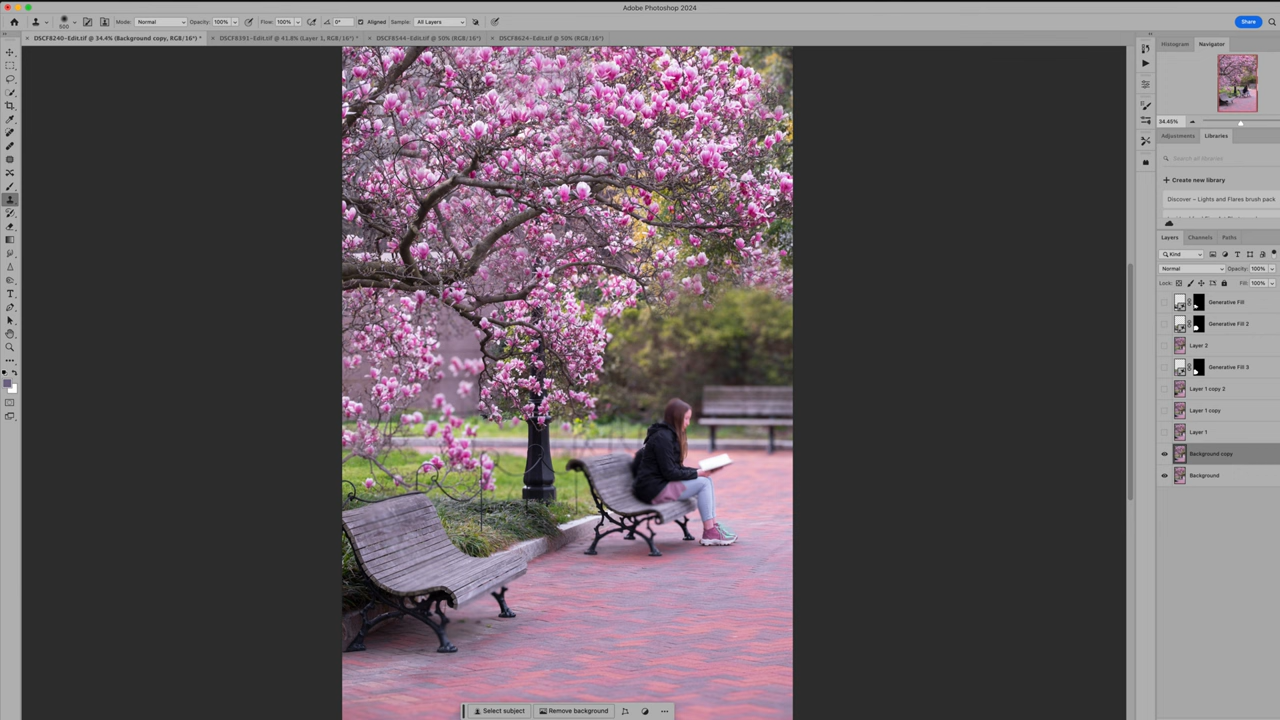 Adobe Photoshop 2024
500
Mode: Normal
Opacity: 100%
Flow: 100%
0°
Aligned
Sample: All Layers
Share
DSCF8240-Edit.tif @ 34.4% (Background copy, RGB/16*) *
DSCF8391-Edit.tif @ 41.8% (Layer 1, RGB/16*) *
DSCF8544-Edit.tif @ 50% (RGB/16*)
DSCF8624-Edit.tif @ 50% (RGB/16*)
Histogram
Navigator
34.45%
Adjustments
Libraries
Search all libraries
Create new library
Discover – Lights and Flares brush pack
Layers
Channels
Paths
Kind
Normal
Opacity: 100%
Lock:
Fill: 100%
Generative Fill
Generative Fill 2
Layer 2
Generative Fill 3
Layer 1 copy 2
Layer 1 copy
Layer 1
Background copy
Background
Select subject
Remove background